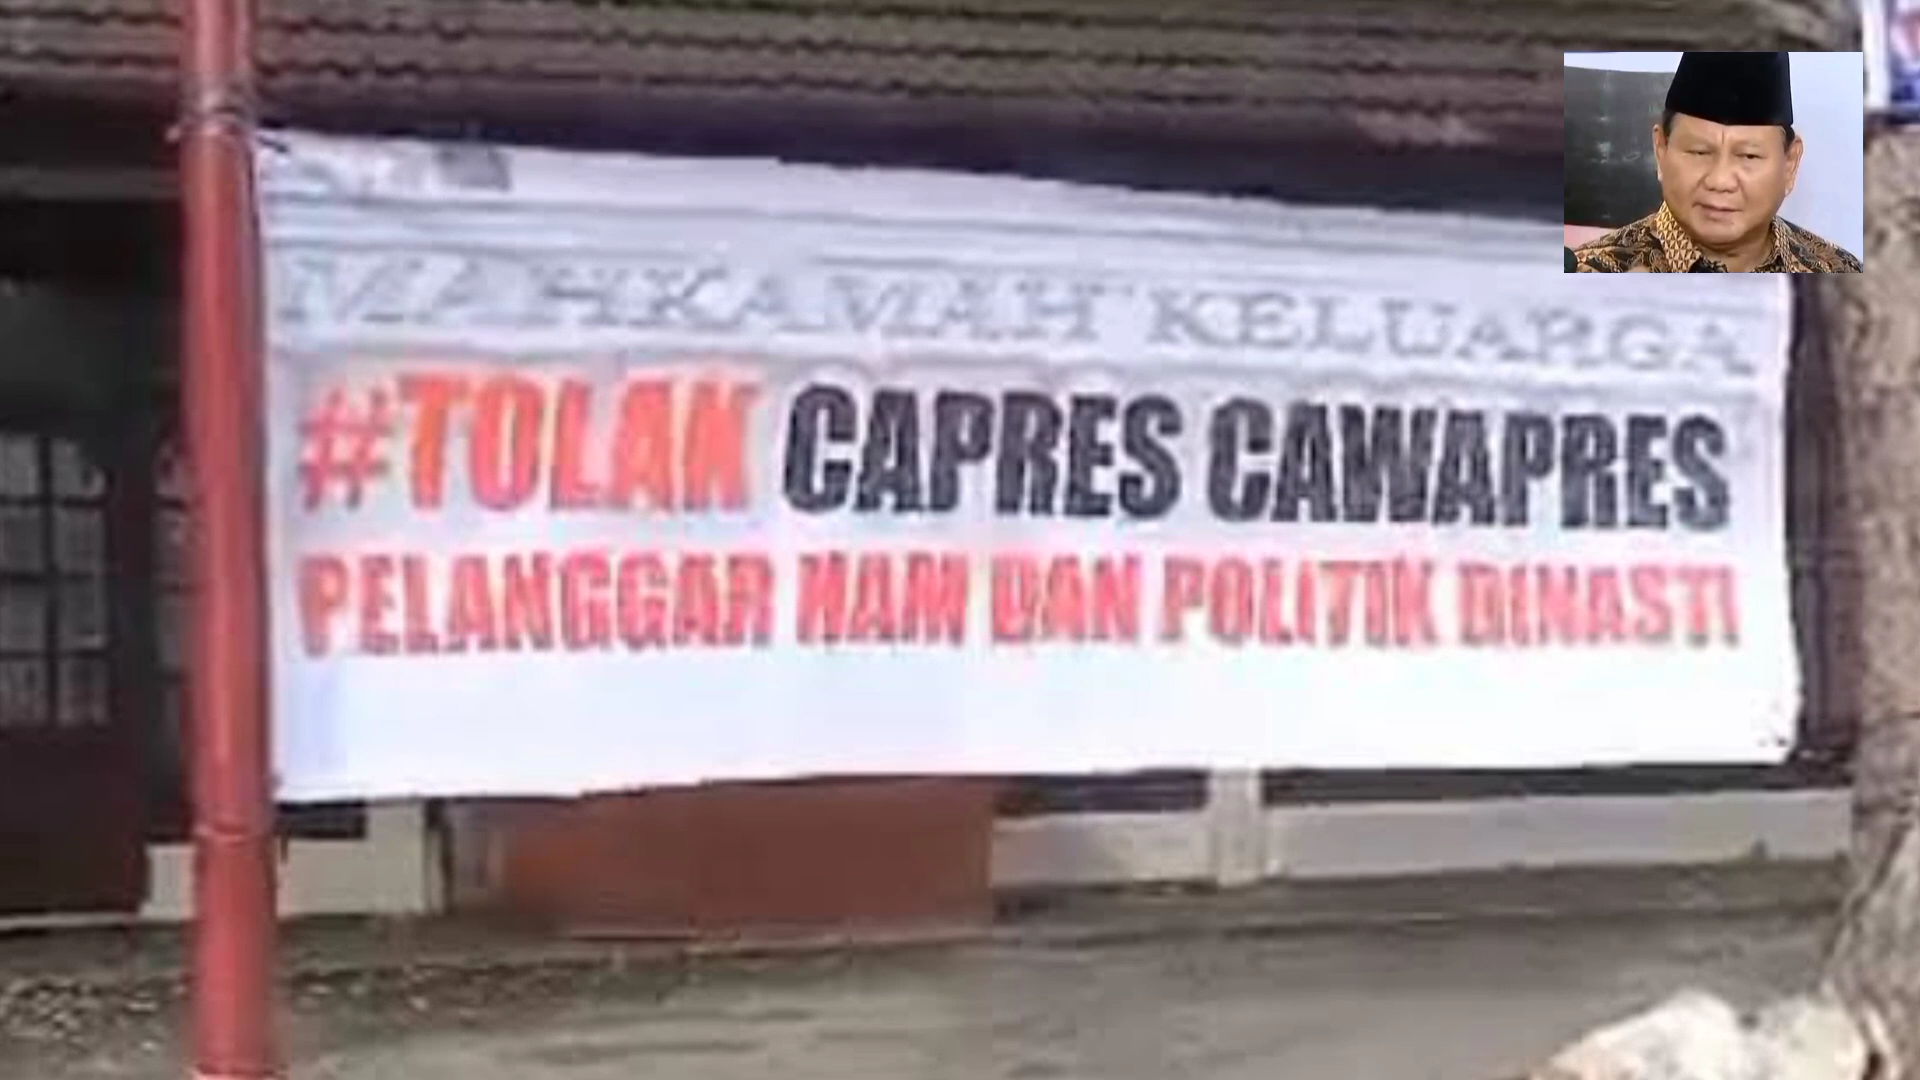 MAHKAMAH KELUARGA
#TOLAK CAPRES CAWAPRES
PELANGGAR HAM DAN POLITIK DINASTI